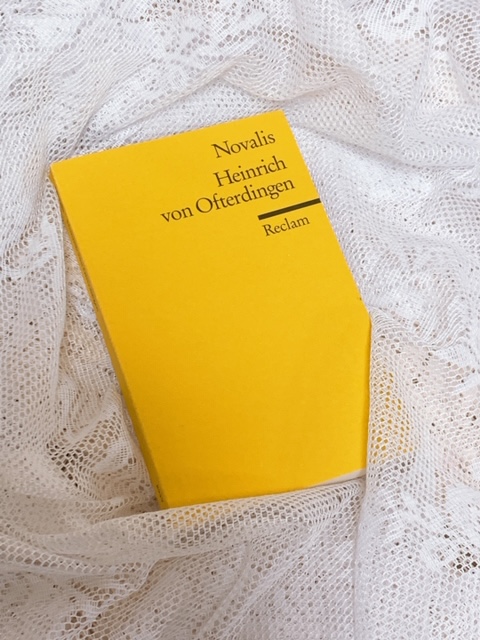 Novalis
Heinrich
von Ofterdingen
Reclam